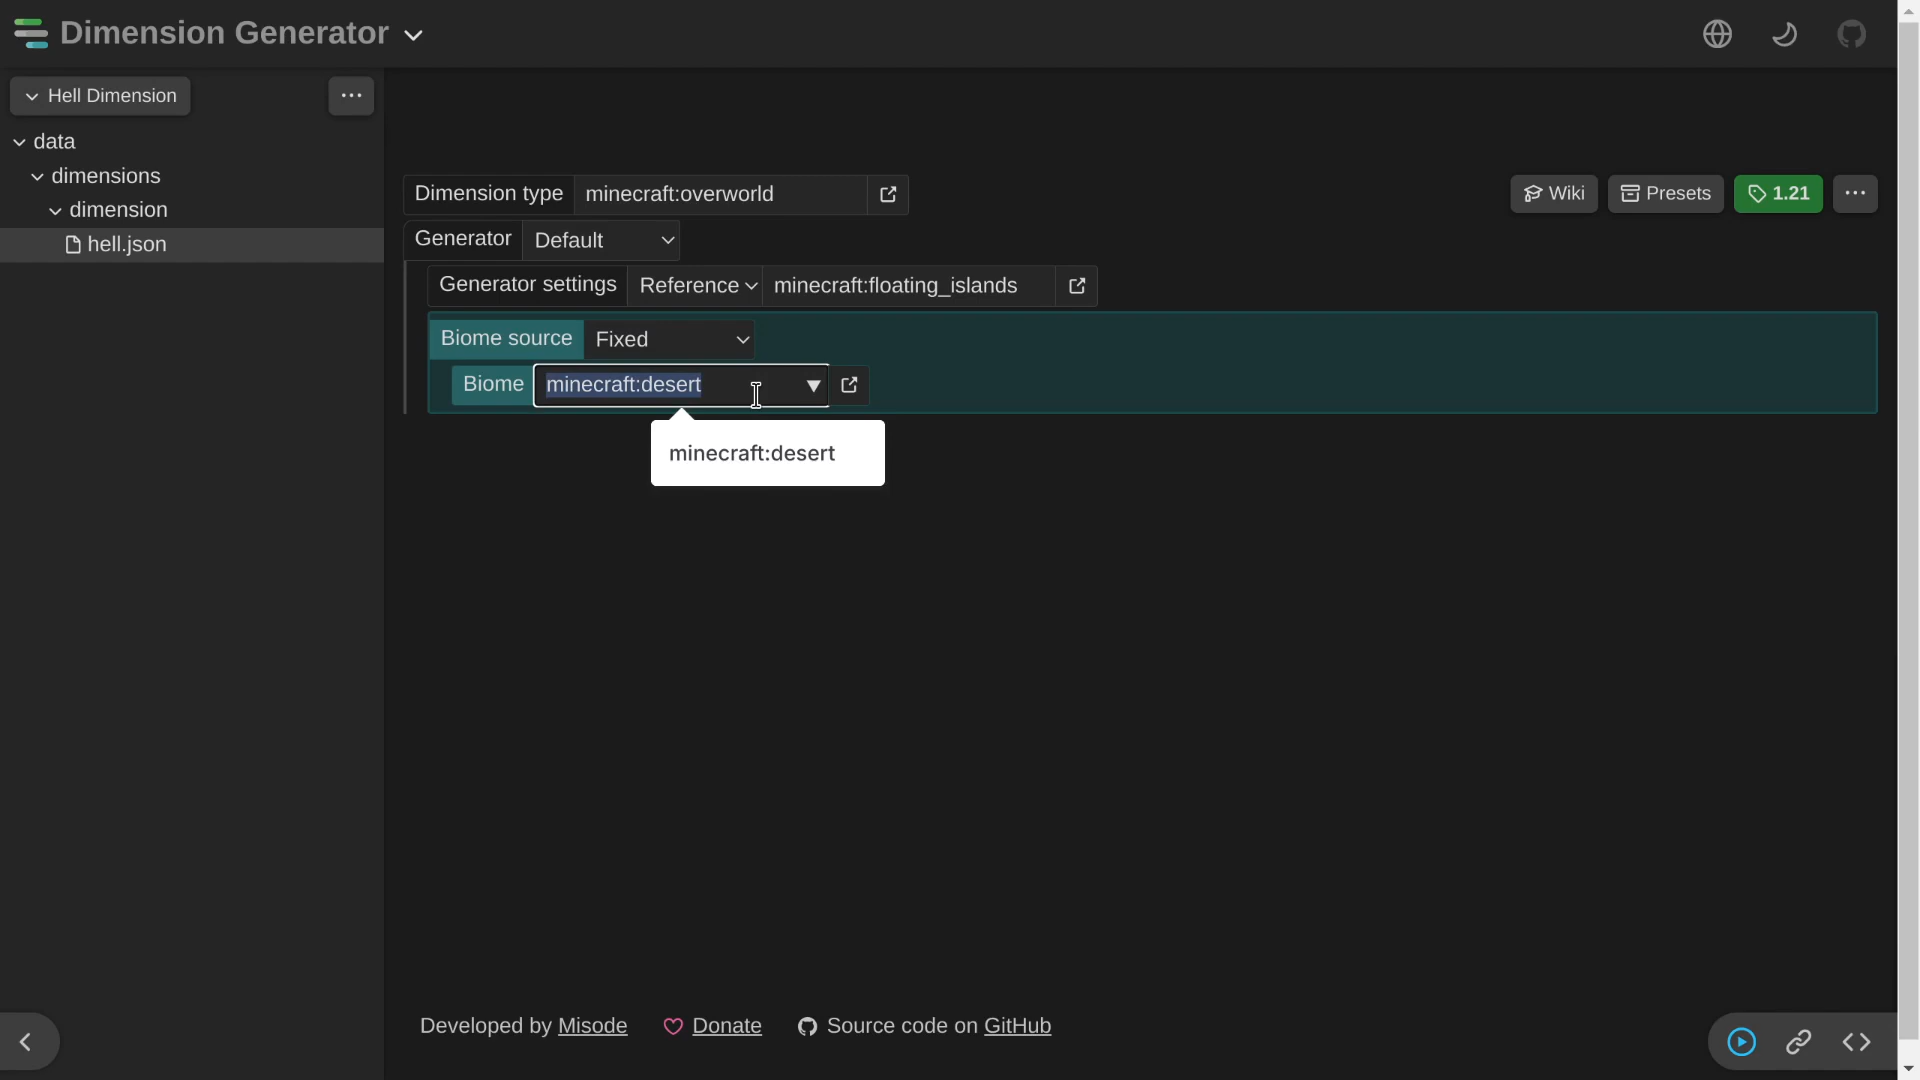 Dimension Generator
Hell Dimension
data
dimensions
dimension
hell.json
Dimension type minecraft:overworld
Wiki Presets 1.21
Generator Default
Generator settings Reference minecraft:floating_islands
Biome source Fixed
Biome minecraft:desert
minecraft:desert
Developed by Misode Donate Source code on GitHub